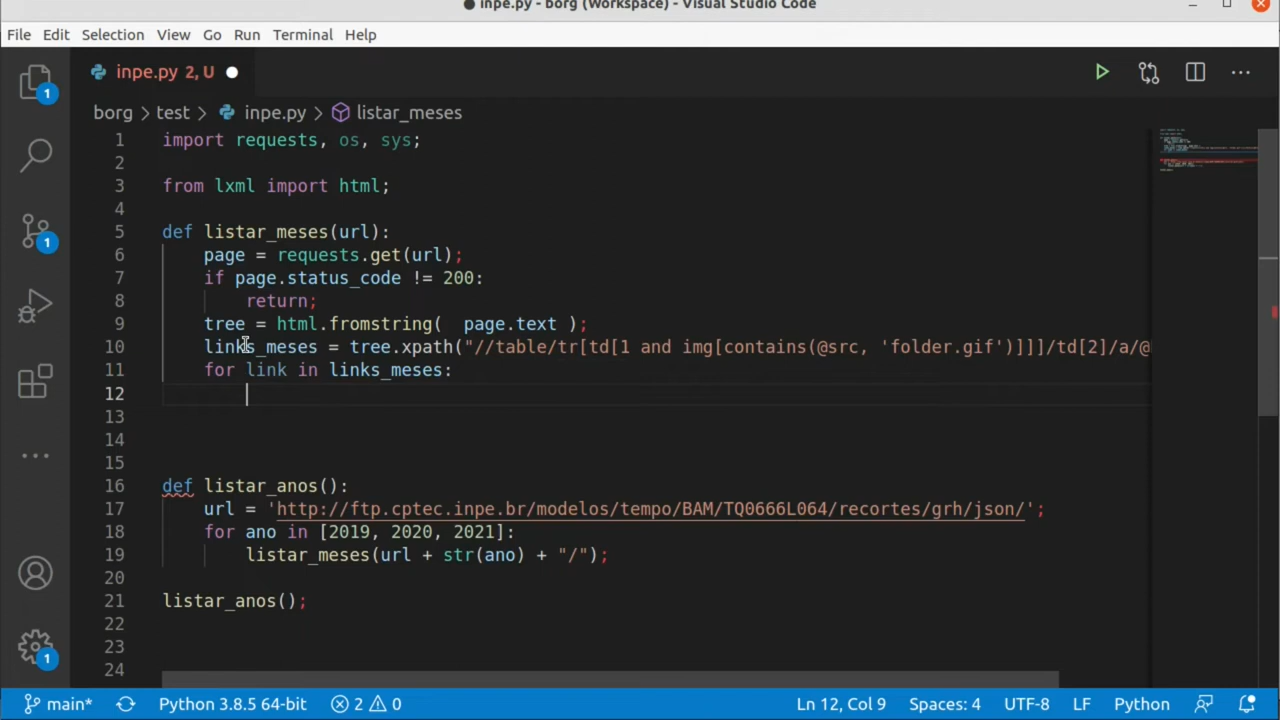 inpe.py - borg (Workspace) - Visual Studio Code
File Edit Selection View Go Run Terminal Help
inpe.py 2, U
borg > test > inpe.py > listar_meses
1 import requests, os, sys;
2
3 from lxml import html;
4
5 def listar_meses(url):
6 page = requests.get(url);
7 if page.status_code != 200:
8 return;
9 tree = html.fromstring(  page.text );
10 links_meses = tree.xpath("//table/tr[td[1 and img[contains(@src, 'folder.gif')]]]/td[2]/a/@
11 for link in links_meses:
12
13
14
15
16 def listar_anos():
17 url = 'http://ftp.cptec.inpe.br/modelos/tempo/BAM/TQ0666L064/recortes/grh/json/';
18 for ano in [2019, 2020, 2021]:
19 listar_meses(url + str(ano) + "/");
20
21 listar_anos();
22
23
24
1
1
1
main* Python 3.8.5 64-bit 2 0 Ln 12, Col 9 Spaces: 4 UTF-8 LF Python